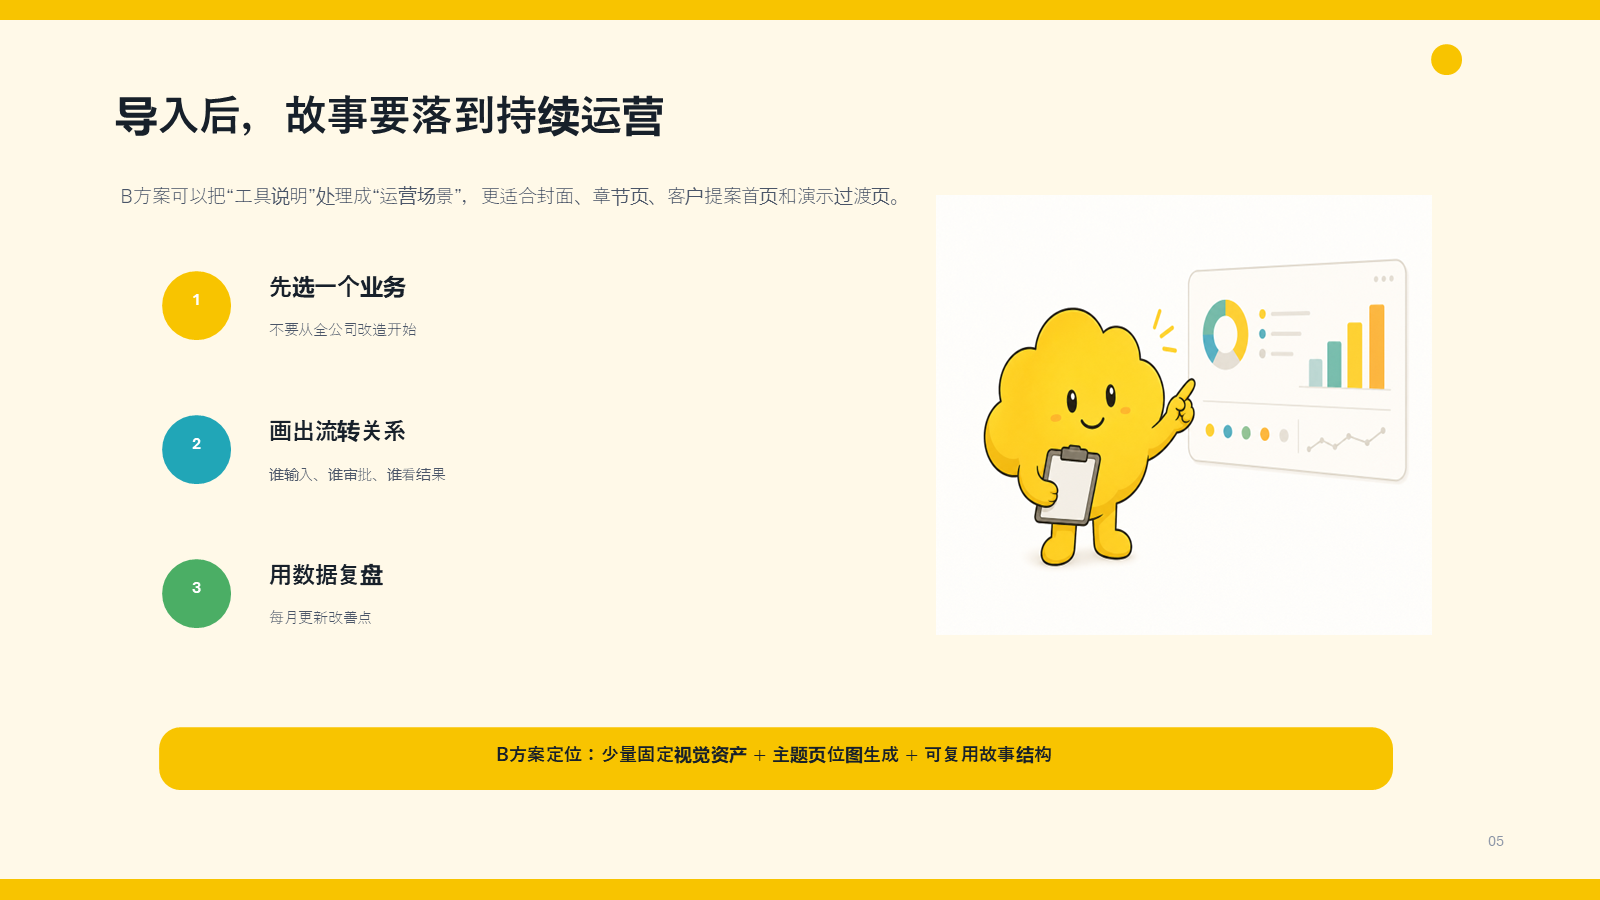 导入后，故事要落到持续运营
B方案可以把“工具说明”处理成“运营场景”，更适合封面、章节页、客户提案首页和演示过渡页。
1
先选一个业务
不要从全公司改造开始
2
画出流转关系
谁输入、谁审批、谁看结果
3
用数据复盘
每月更新改善点
B方案定位：少量固定视觉资产 + 主题页位图生成 + 可复用故事结构
05